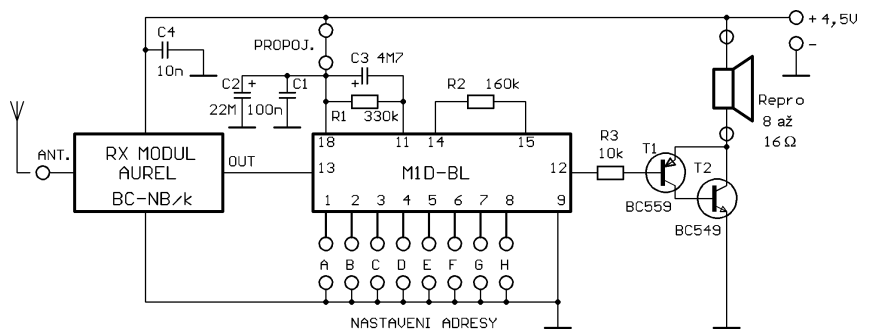 C4
10n
PROPOJ.
C3 4M7
+ 4,5V
-
C2 +
22M
C1
100n
+
R1 330k
R2 160k
Repro
8 až
16Ω
ANT.
RX MODUL
AUREL
BC-NB/k
OUT
18
11
14
15
13
M1D-BL
12
1 2 3 4 5 6 7 8 9
R3
10k
T1
BC559
T2
BC549
A B C D E F G H
NASTAVENI ADRESY